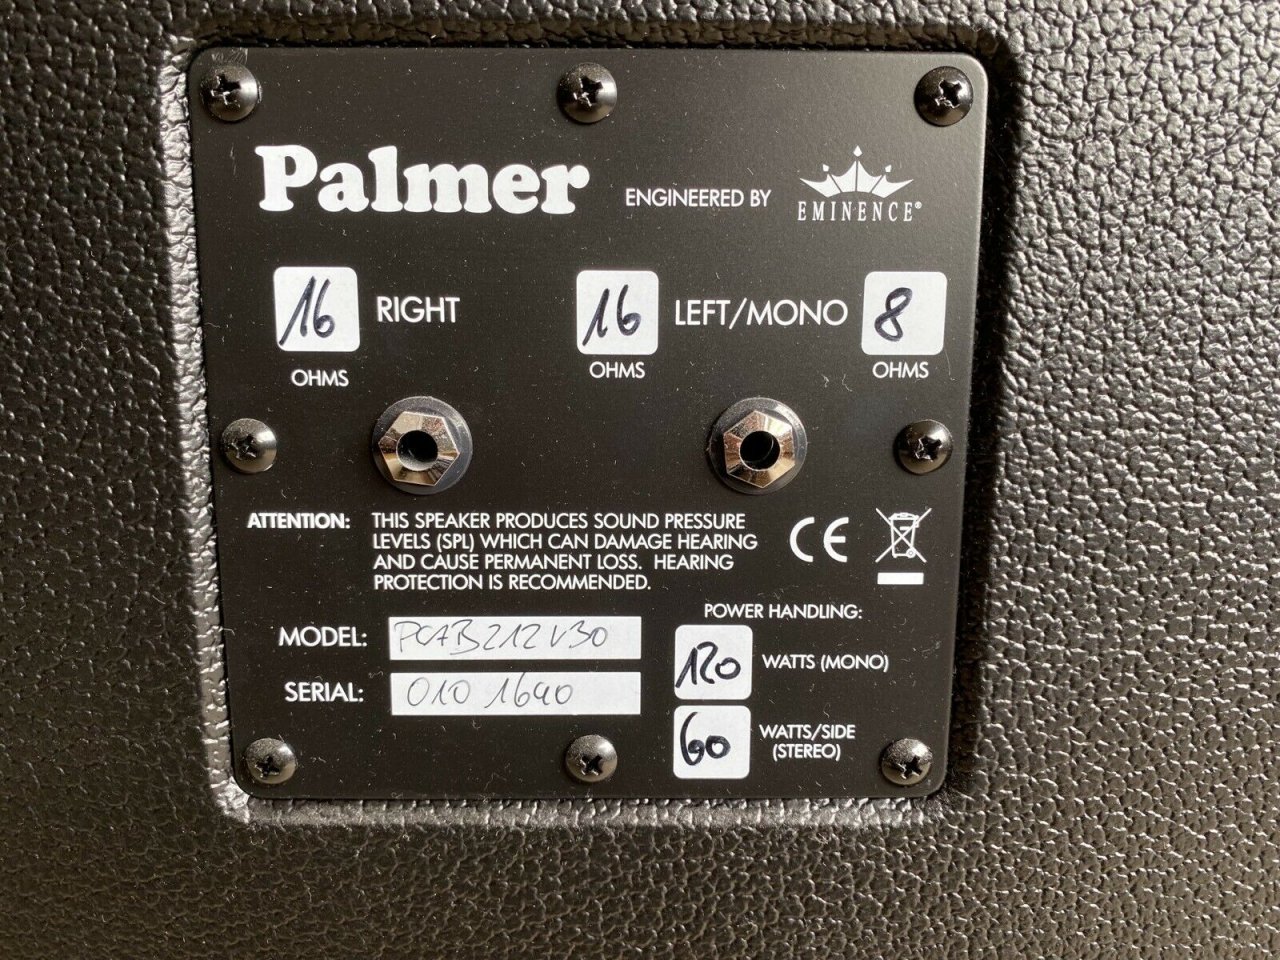 Palmer ENGINEERED BY EMINENCE®
16 RIGHT 16 LEFT/MONO 8
OHMS OHMS OHMS
ATTENTION: THIS SPEAKER PRODUCES SOUND PRESSURE
LEVELS (SPL) WHICH CAN DAMAGE HEARING
AND CAUSE PERMANENT LOSS. HEARING
PROTECTION IS RECOMMENDED.
CE
POWER HANDLING:
MODEL: PCAB212V30
120 WATTS (MONO)
SERIAL: 010 1640
60 WATTS/SIDE
(STEREO)